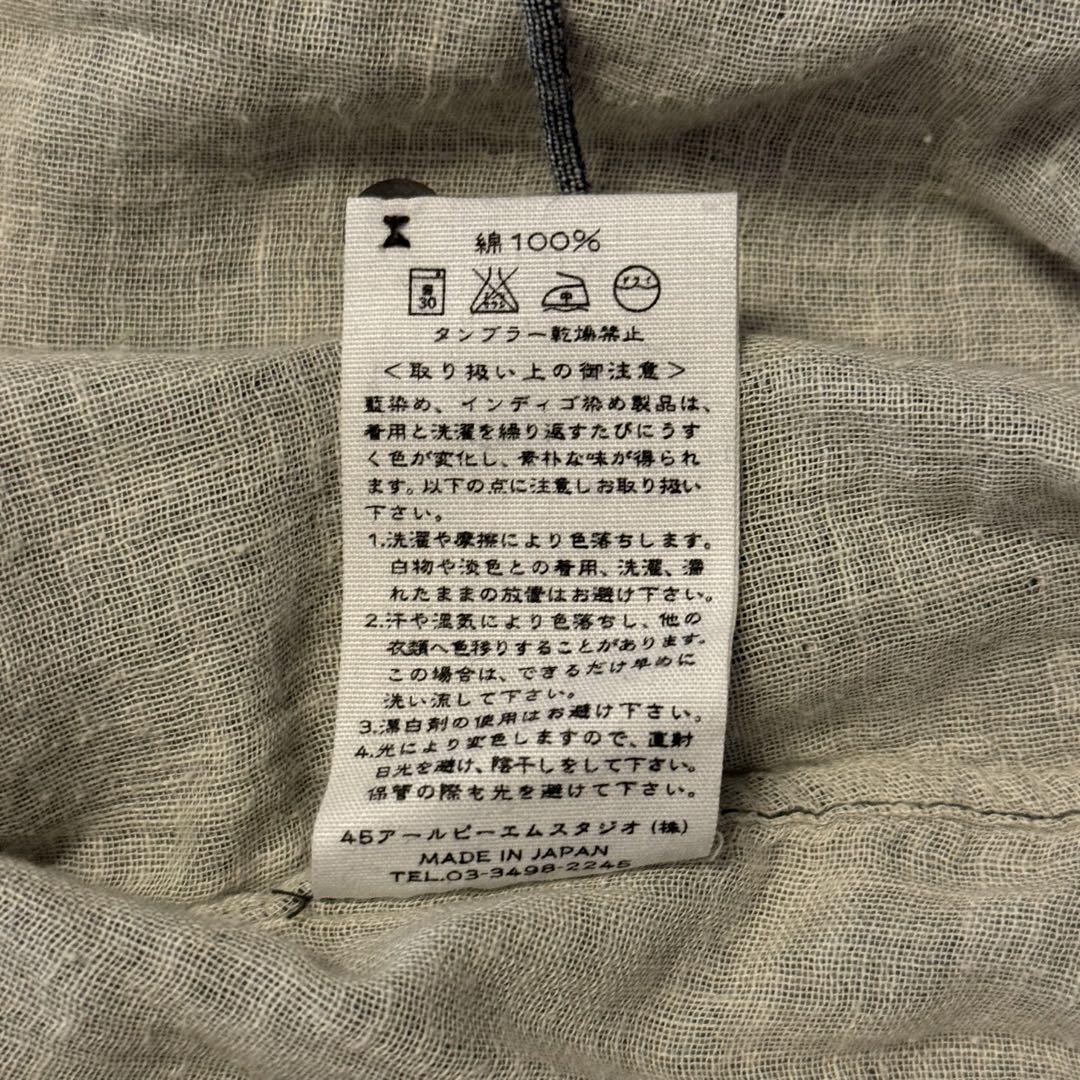 綿100%
弱
30
エンソ
サラシ
中
ドライ
タンブラー乾燥禁止
<取り扱い上の御注意>
藍染め、インディゴ染め製品は、
着用と洗濯を繰り返すたびにうす
く色が変化し、素朴な味が得られ
ます。以下の点に注意しお取り扱い
下さい。
1.洗濯や摩擦により色落ちします。
白物や淡色との着用、洗濯、濡
れたままの放置はお避け下さい。
2.汗や湿気により色落ちし、他の
衣類へ色移りすることがあります。
この場合は、できるだけ早めに
洗い流して下さい。
3.漂白剤の使用はお避け下さい。
4.光により変色しますので、直射
日光を避け、陰干しをして下さい。
保管の際も光を避けて下さい。
45アールピーエムスタジオ(株)
MADE IN JAPAN
TEL.03-3498-2245